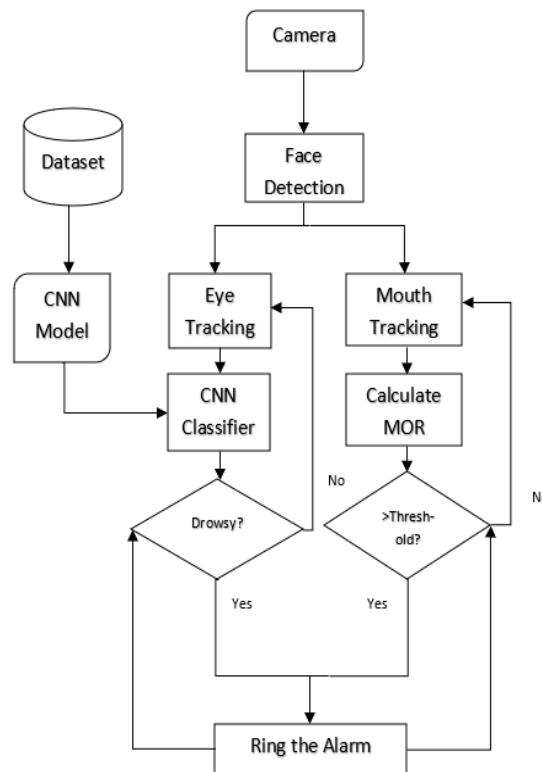 Camera
Dataset
Face
Detection
CNN
Model
Eye
Tracking
Mouth
Tracking
CNN
Classifier
Calculate
MOR
No
N
Drowsy?
>Thresh-
old?
Yes
Yes
Ring the Alarm